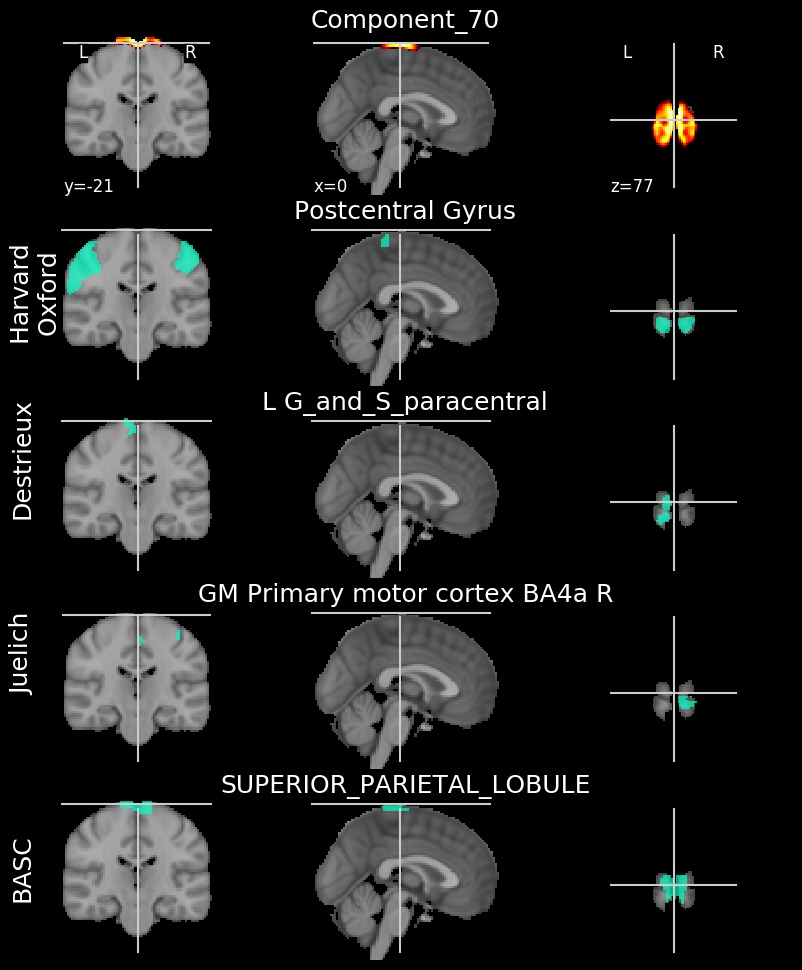 Component_70
L R
L R
y=-21
x=0
z=77
Postcentral Gyrus
Harvard
Oxford
L G_and_S_paracentral
Destrieux
GM Primary motor cortex BA4a R
Juelich
SUPERIOR_PARIETAL_LOBULE
BASC